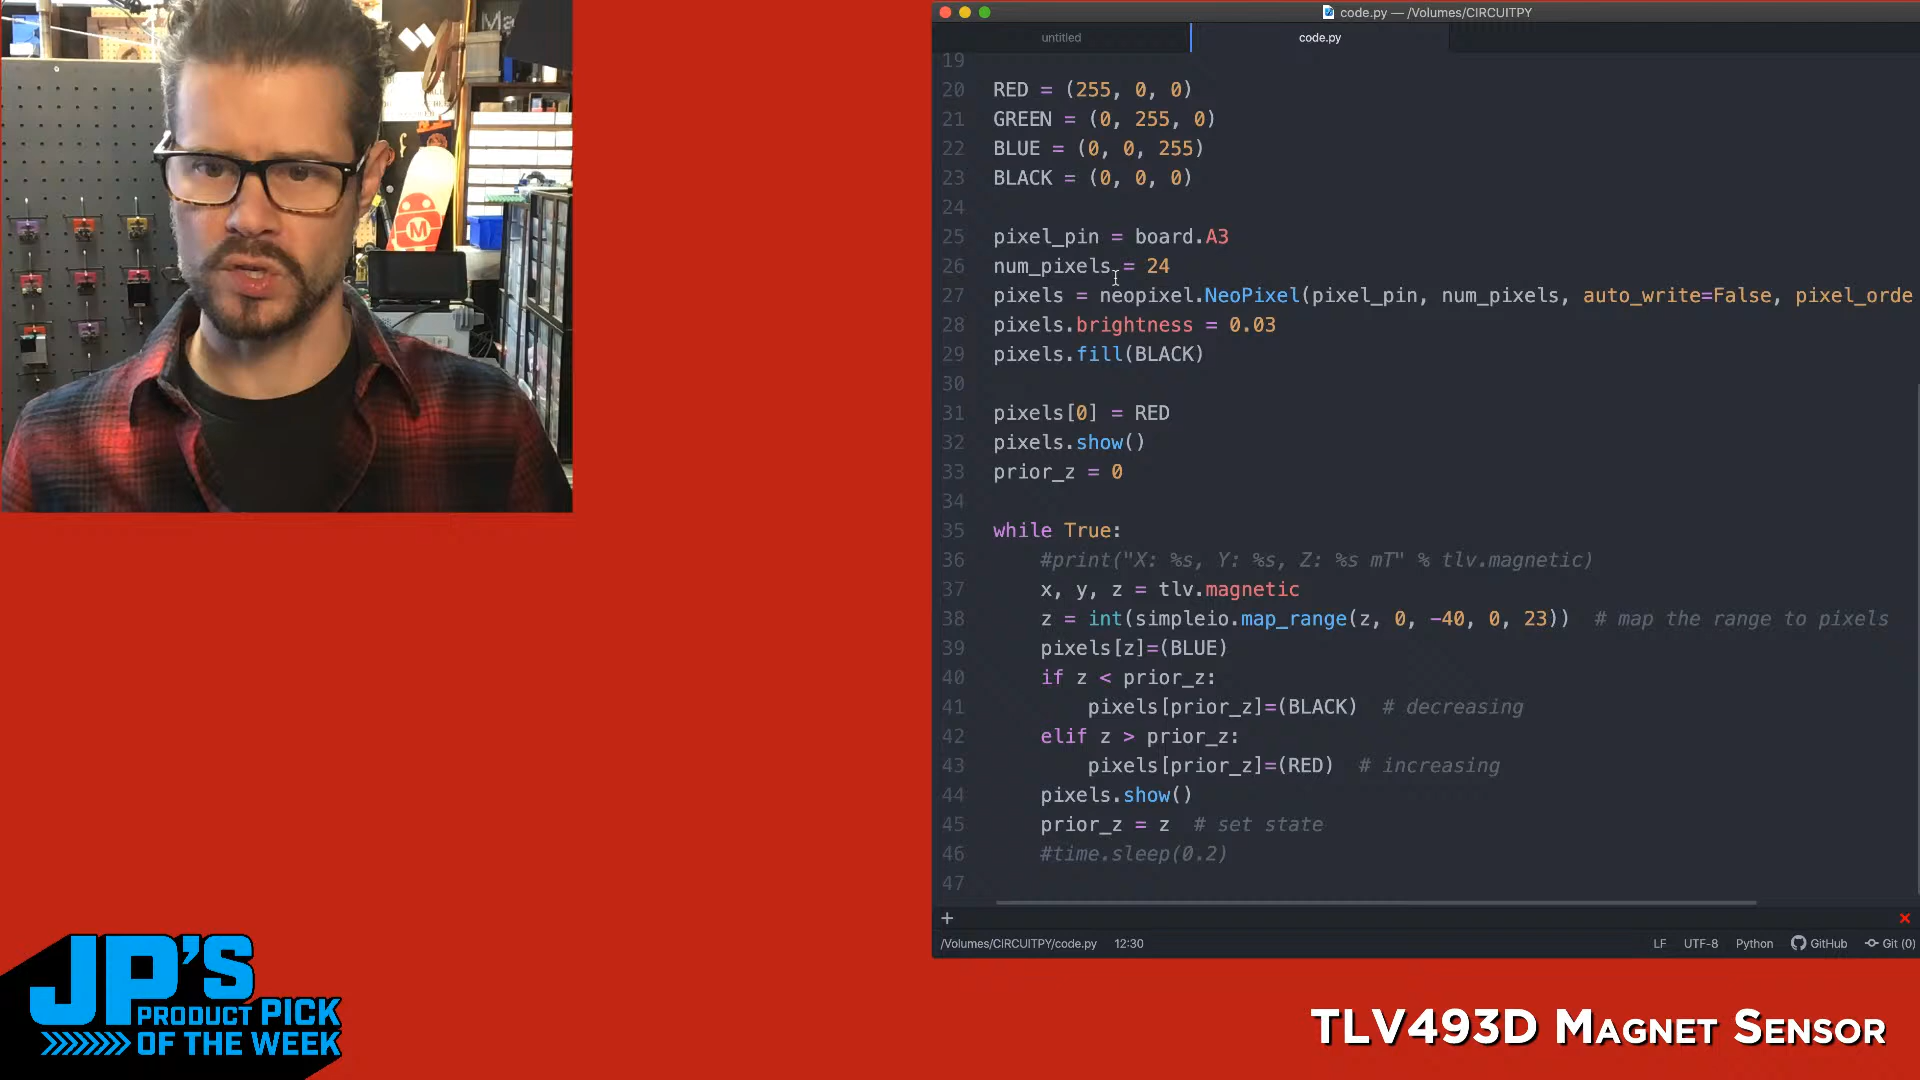 code.py — /Volumes/CIRCUITPY
untitled
code.py
19
20 RED = (255, 0, 0)
21 GREEN = (0, 255, 0)
22 BLUE = (0, 0, 255)
23 BLACK = (0, 0, 0)
24
25 pixel_pin = board.A3
26 num_pixels = 24
27 pixels = neopixel.NeoPixel(pixel_pin, num_pixels, auto_write=False, pixel_orde
28 pixels.brightness = 0.03
29 pixels.fill(BLACK)
30
31 pixels[0] = RED
32 pixels.show()
33 prior_z = 0
34
35 while True:
36 #print("X: %s, Y: %s, Z: %s mT" % tlv.magnetic)
37 x, y, z = tlv.magnetic
38 z = int(simpleio.map_range(z, 0, -40, 0, 23)) # map the range to pixels
39 pixels[z]=(BLUE)
40 if z < prior_z:
41 pixels[prior_z]=(BLACK) # decreasing
42 elif z > prior_z:
43 pixels[prior_z]=(RED) # increasing
44 pixels.show()
45 prior_z = z # set state
46 #time.sleep(0.2)
47
/Volumes/CIRCUITPY/code.py 12:30 LF UTF-8 Python GitHub Git (0)
M
JP'S
PRODUCT PICK
OF THE WEEK
TLV493D Magnet Sensor